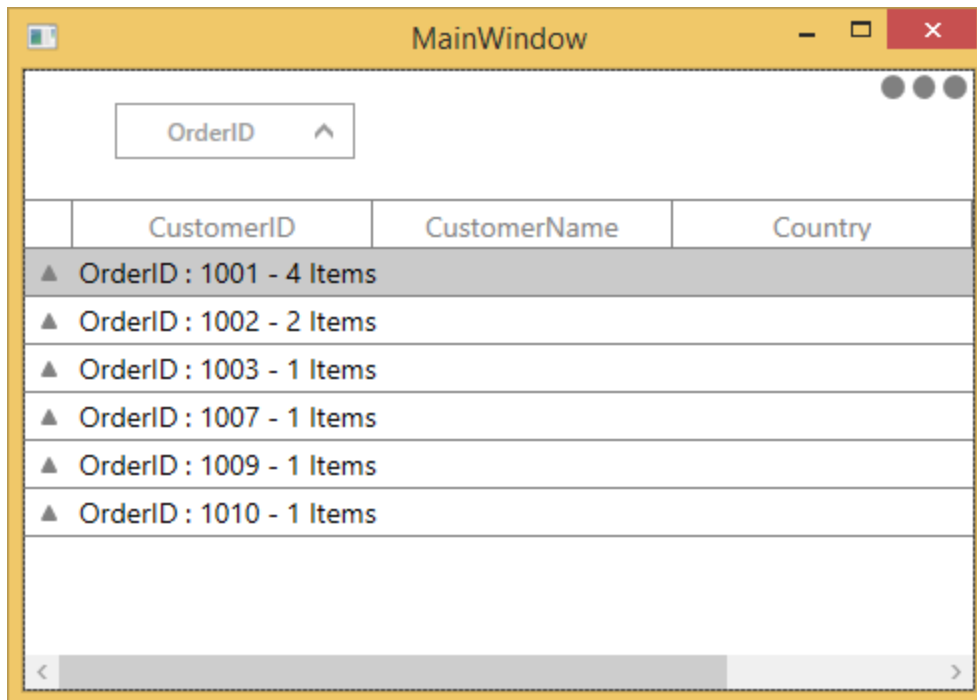 MainWindow
OrderID
CustomerID CustomerName Country
OrderID : 1001 - 4 Items
OrderID : 1002 - 2 Items
OrderID : 1003 - 1 Items
OrderID : 1007 - 1 Items
OrderID : 1009 - 1 Items
OrderID : 1010 - 1 Items